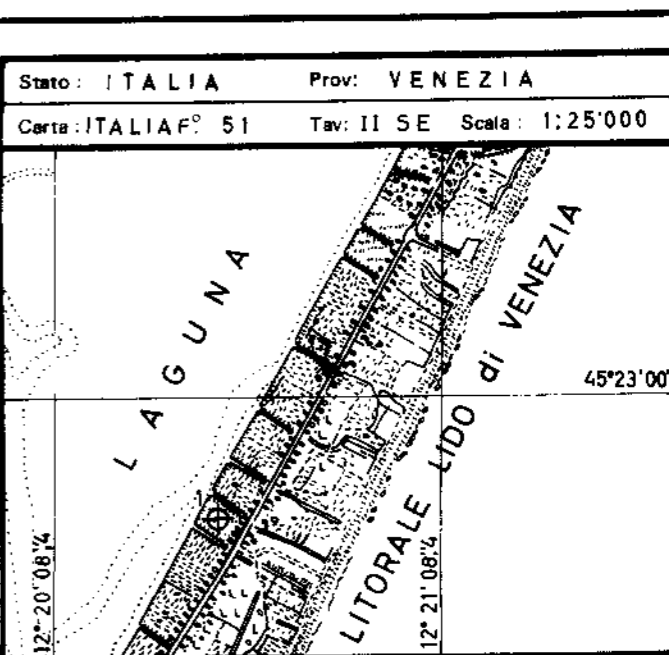 Stato: ITALIA Prov: VENEZIA
Carta: ITALIA F° 51 Tav: II SE Scala: 1:25'000
LAGUNA
LITORALE LIDO di VENEZIA
45°23'00"
12° 20' 08"4
12° 21' 08"4
1